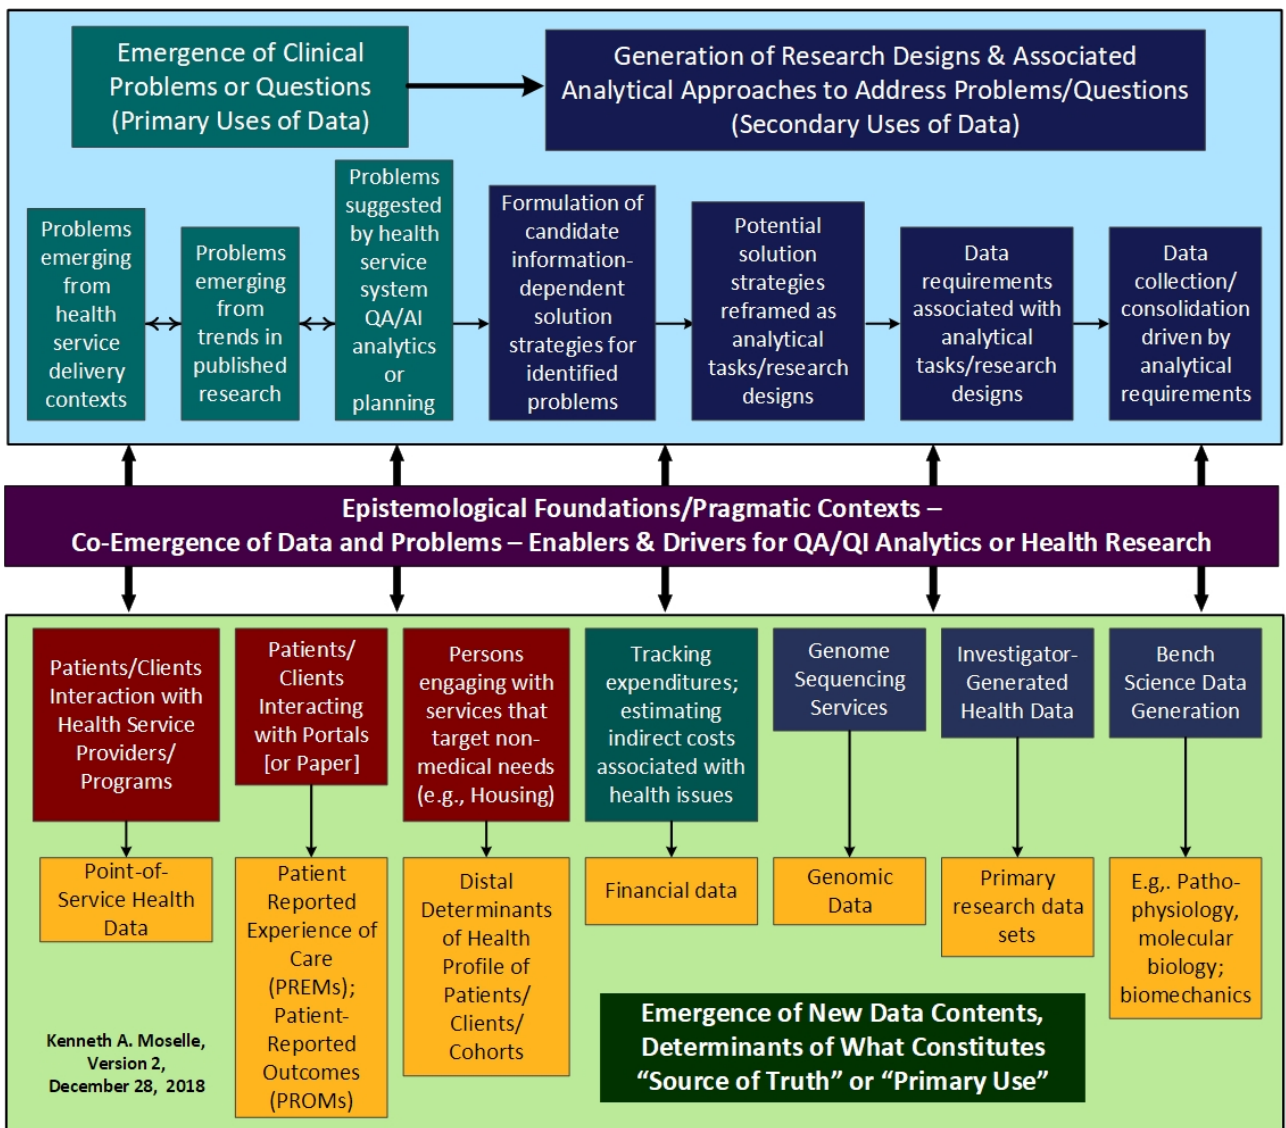 Emergence of Clinical
Problems or Questions
(Primary Uses of Data)
Generation of Research Designs & Associated
Analytical Approaches to Address Problems/Questions
(Secondary Uses of Data)
Problems
emerging
from
health
service
delivery
contexts
Problems
emerging
from
trends in
published
research
Problems
suggested
by health
service
system
QA/AI
analytics
or
planning
Formulation of
candidate
information-
dependent
solution
strategies for
identified
problems
Potential
solution
strategies
reframed as
analytical
tasks/research
designs
Data
requirements
associated with
analytical
tasks/research
designs
Data
collection/
consolidation
driven by
analytical
requirements
Epistemological Foundations/Pragmatic Contexts –
Co-Emergence of Data and Problems – Enablers & Drivers for QA/QI Analytics or Health Research
Patients/Clients
Interaction with
Health Service
Providers/
Programs
Patients/
Clients
Interacting
with Portals
[or Paper]
Persons
engaging with
services that
target non-
medical needs
(e.g., Housing)
Tracking
expenditures;
estimating
indirect costs
associated with
health issues
Genome
Sequencing
Services
Investigator-
Generated
Health Data
Bench
Science Data
Generation
Point-of-
Service Health
Data
Patient
Reported
Experience of
Care
(PREMs);
Patient-
Reported
Outcomes
(PROMs)
Distal
Determinants
of Health
Profile of
Patients/
Clients/
Cohorts
Financial data
Genomic
Data
Primary
research data
sets
E.g,. Patho-
physiology,
molecular
biology;
biomechanics
Emergence of New Data Contents,
Determinants of What Constitutes
“Source of Truth” or “Primary Use”
Kenneth A. Moselle,
Version 2,
December 28, 2018